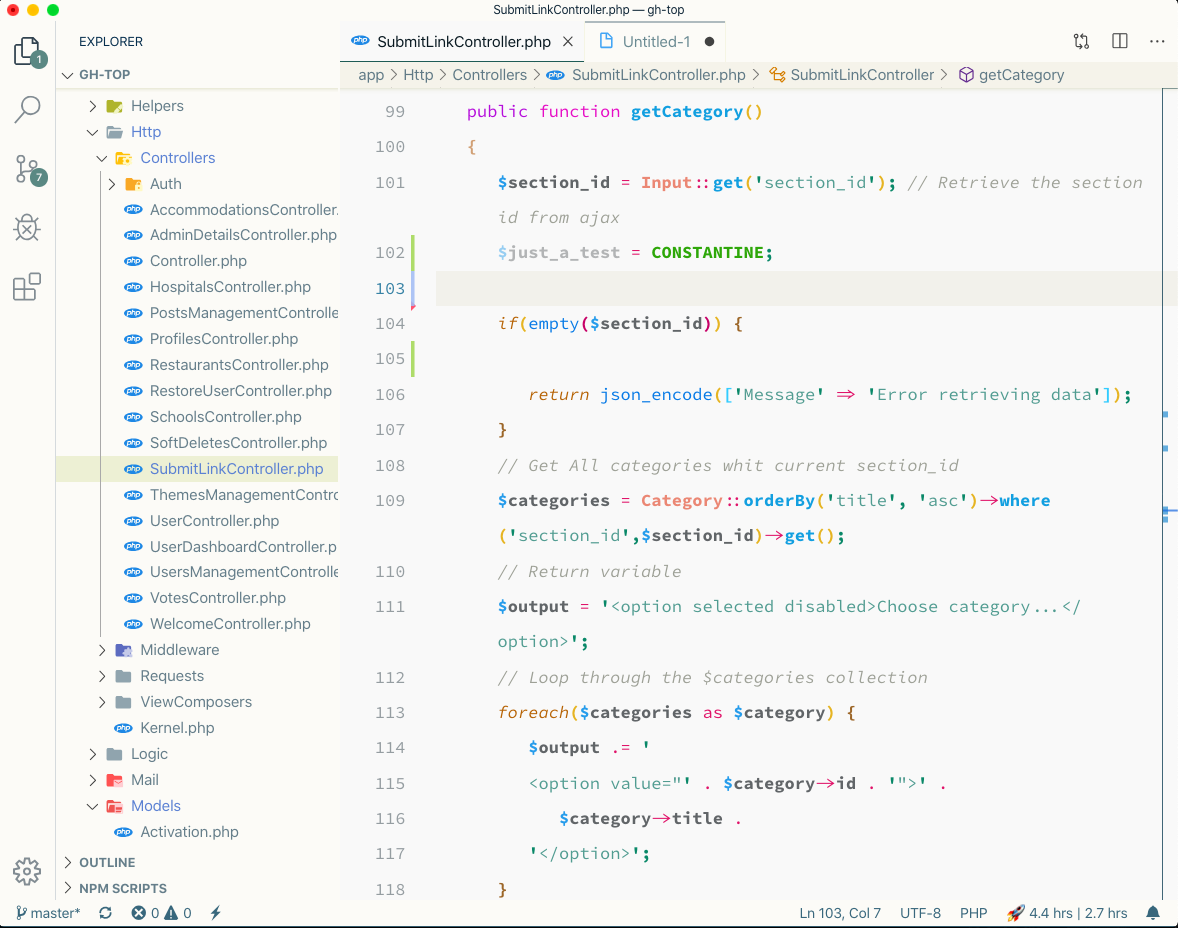 SubmitLinkController.php — gh-top
EXPLORER
SubmitLinkController.php
Untitled-1
1
GH-TOP
app > Http > Controllers > SubmitLinkController.php > SubmitLinkController > getCategory
Helpers
Http
Controllers
Auth
AccommodationsController.
AdminDetailsController.php
Controller.php
HospitalsController.php
PostsManagementControlle
ProfilesController.php
RestaurantsController.php
RestoreUserController.php
SchoolsController.php
SoftDeletesController.php
SubmitLinkController.php
ThemesManagementContro
UserController.php
UserDashboardController.p
UsersManagementControlle
VotesController.php
WelcomeController.php
Middleware
Requests
ViewComposers
Kernel.php
Logic
Mail
Models
Activation.php
OUTLINE
NPM SCRIPTS
7
99 public function getCategory()
100 {
101 $section_id = Input::get('section_id'); // Retrieve the section
id from ajax
102 $just_a_test = CONSTANTINE;
103
104 if(empty($section_id)) {
105
106 return json_encode(['Message' => 'Error retrieving data']);
107 }
108 // Get All categories whit current section_id
109 $categories = Category::orderBy('title', 'asc')->where
('section_id',$section_id)->get();
110 // Return variable
111 $output = '<option selected disabled>Choose category...</
option>';
112 // Loop through the $categories collection
113 foreach($categories as $category) {
114 $output .= '
115 <option value="' . $category->id . '">' .
116 $category->title .
117 '</option>';
118 }
master* 0 0
Ln 103, Col 7 UTF-8 PHP 🚀 4.4 hrs | 2.7 hrs